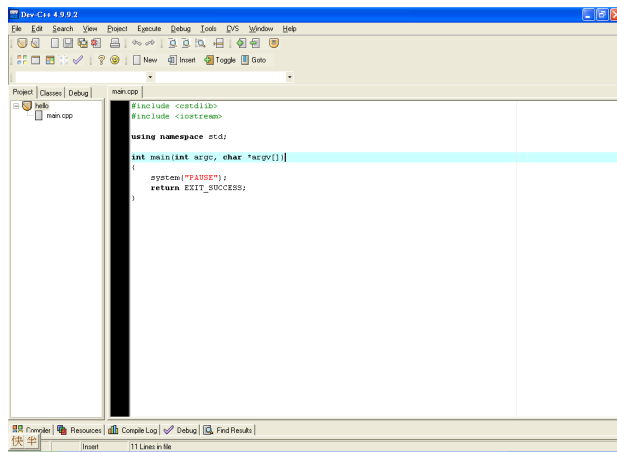 Dev-C++ 4.9.9.2
File Edit Search View Project Execute Debug Tools CVS Window Help
New Insert Toggle Goto
Project Classes Debug main.cpp
hello
main.cpp
#include <cstdlib>
#include <iostream>
using namespace std;
int main(int argc, char *argv[])
{
system("PAUSE");
return EXIT_SUCCESS;
}
Compiler Resources Compile Log Debug Find Results
快 半
Insert 11 Lines in file